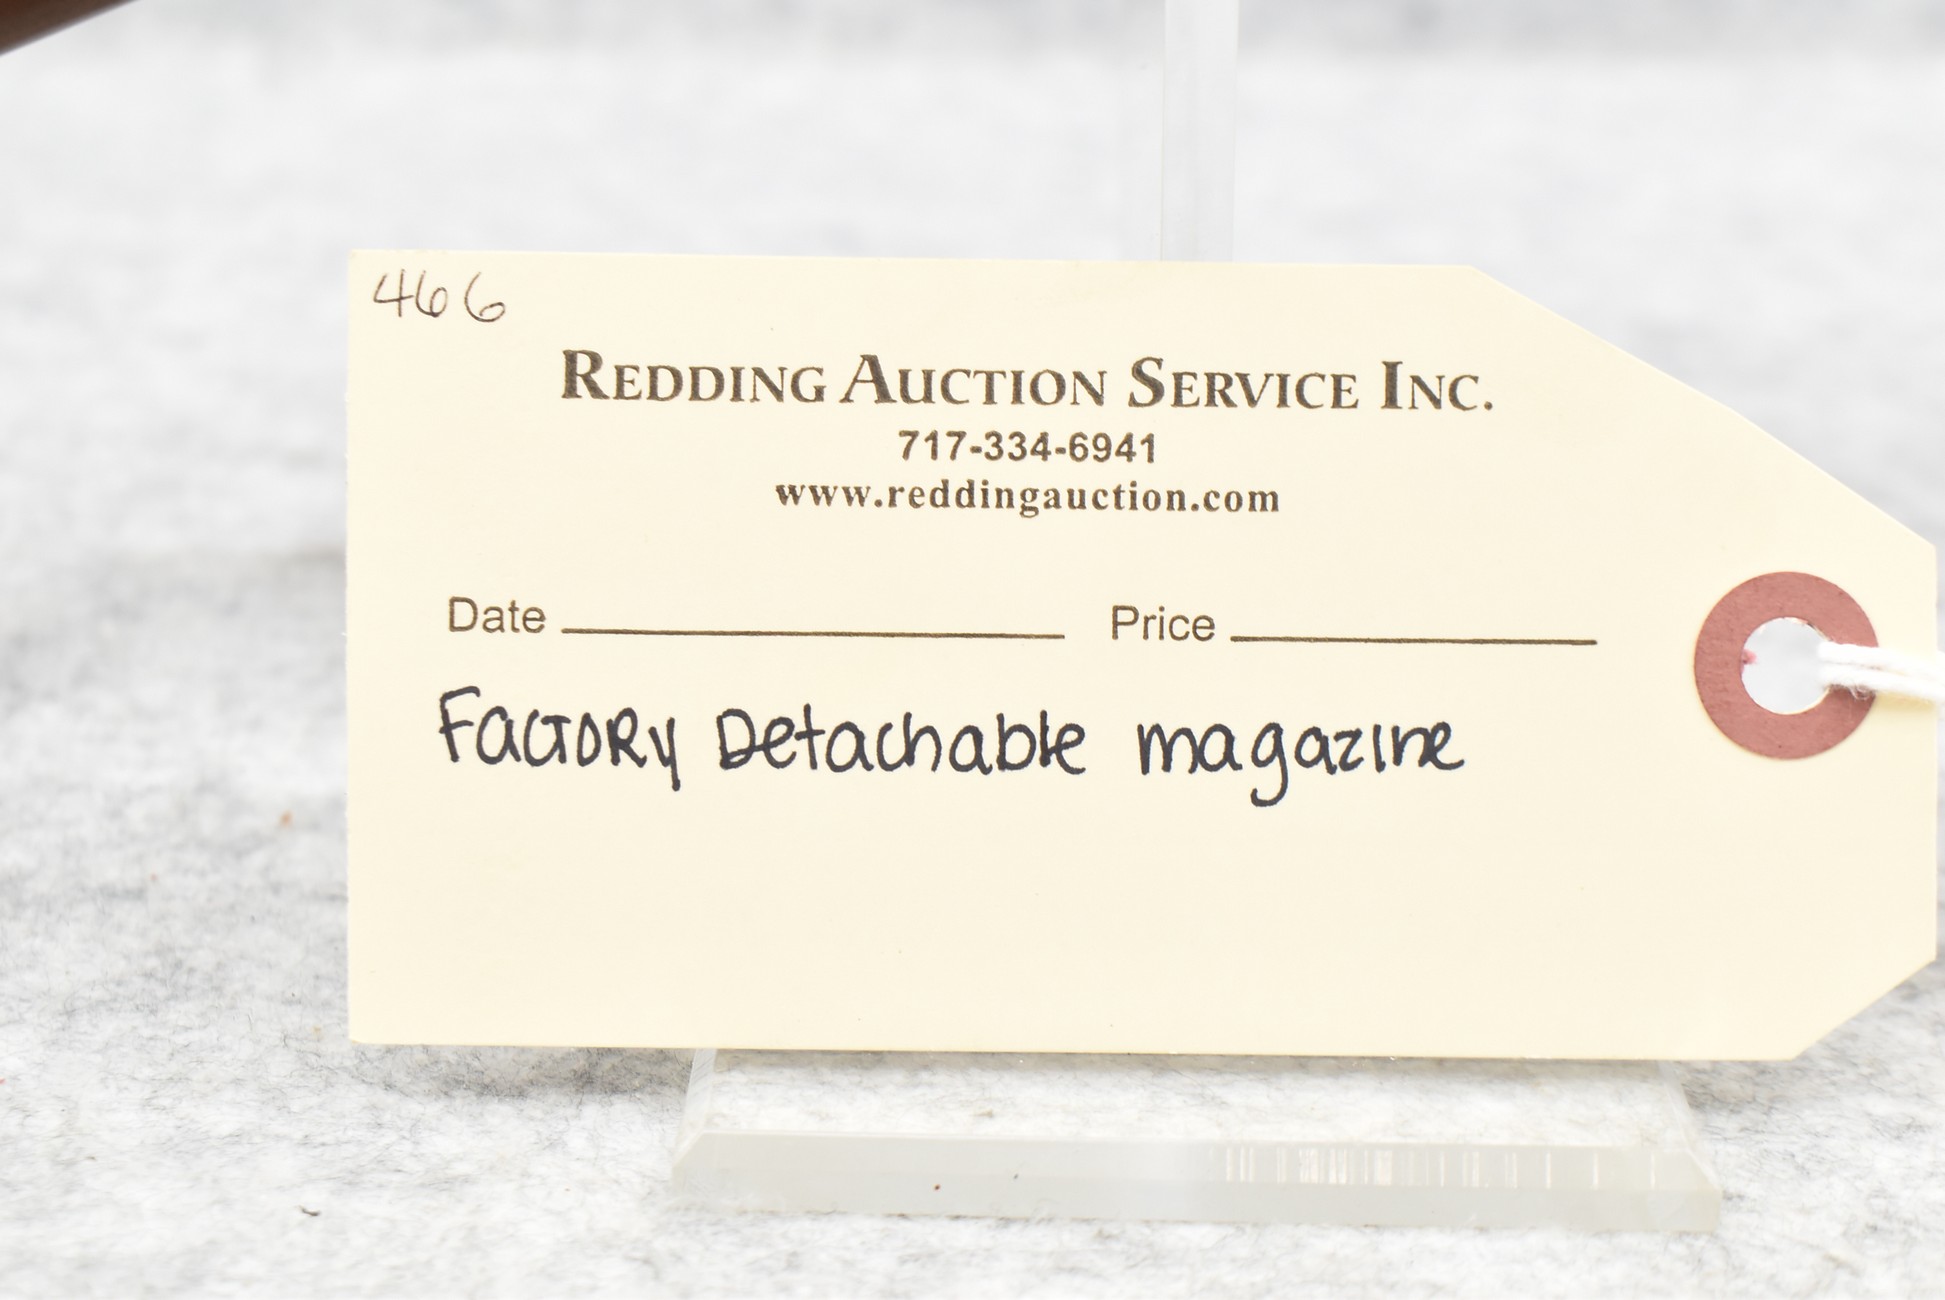 466
REDDING AUCTION SERVICE INC.
717-334-6941
www.reddingauction.com
Date Price
FACTORY Detachable magazine